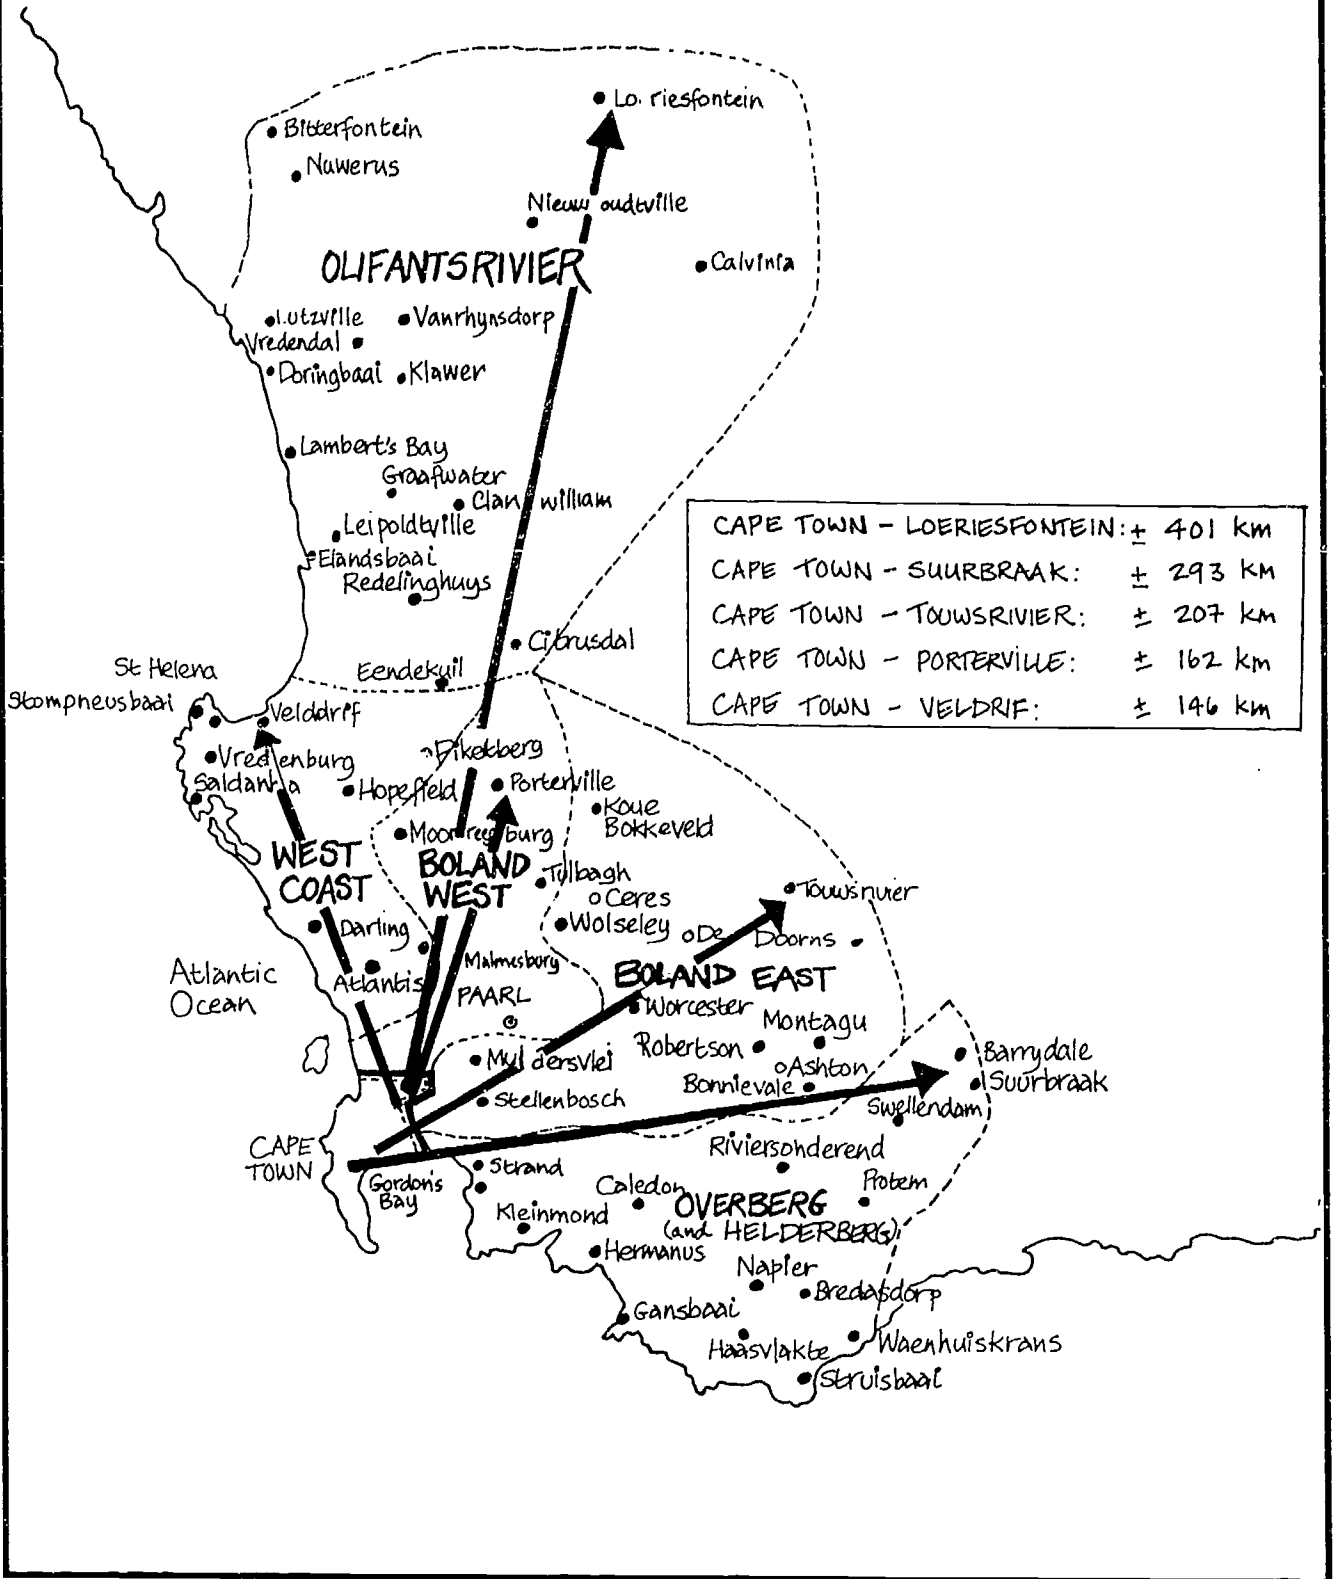 Lo. riesfontein
Bitterfontein
Nuwerus
Nieuwoudtville
OLIFANTSRIVIER
Calvinia
Lutzville
Vanrhynsdorp
Vredendal
Doringbaai
Klawer
Lambert's Bay
Graafwater
Clanwilliam
Leipoldtville
Elandsbaai
Redelinghuys
CAPE TOWN - LOERIESFONTEIN: ± 401 km
CAPE TOWN - SUURBRAAK: ± 293 km
CAPE TOWN - TOUWSRIVIER: ± 207 km
CAPE TOWN - PORTERVILLE: ± 162 km
CAPE TOWN - VELDRIF: ± 146 km
Citrusdal
St Helena
Eendekuil
Stompneusbaai
Velddrif
Piketberg
Vredenburg
Saldanha
Hopefield
Porterville
Koue
Bokkeveld
Moorreesburg
WEST
COAST
BOLAND
WEST
Tulbagh
Ceres
Touwsrivier
Wolseley
De Doorns
Darling
Atlantic
Ocean
Atlantis
Malmesbury
PAARL
BOLAND EAST
Worcester
Montagu
Robertson
Ashton
Bonnievale
Barrydale
Suurbraak
Muldersvlei
Stellenbosch
Swellendam
CAPE
TOWN
Gordon's
Bay
Strand
Riviersonderend
Caledon
Protem
Kleinmond
OVERBERG
(and HELDERBERG)
Hermanus
Napier
Bredasdorp
Gansbaai
Haasvlakte
Waenhuiskrans
Struisbaai